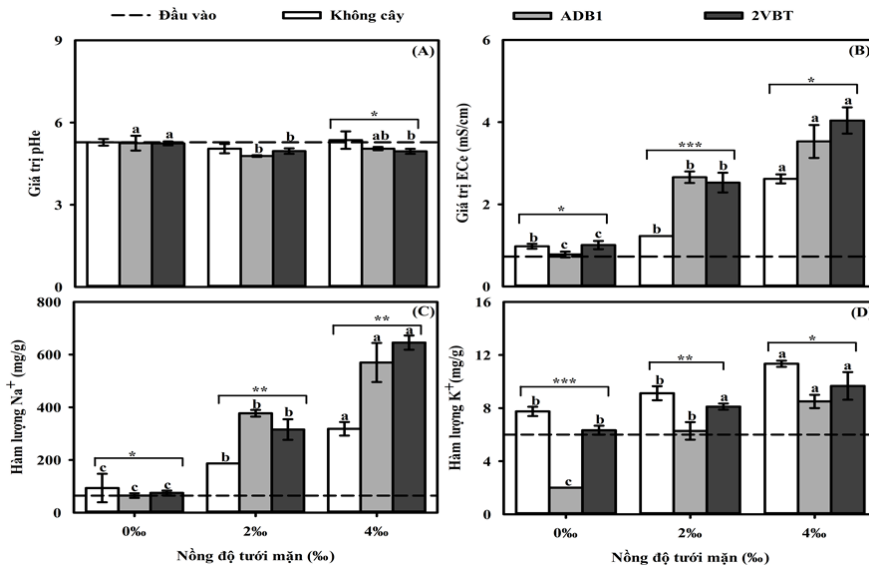 Đầu vào Không cây ADB1 2VBT
(A)
Giá trị pHe
9
6
3
0
a a
b b
*
ab b
(B)
Giá trị ECe (mS/cm)
6
4
2
0
*
b c c
***
b b b
*
a a
(C)
Hàm lượng Na+ (mg/g)
800
600
400
200
0
*
c c c
**
b b b
**
a a a
0‰ 2‰ 4‰
Nồng độ tưới mặn (‰)
(D)
Hàm lượng K+(mg/g)
16
12
8
4
0
***
b c b
**
b b a
*
a a a
0‰ 2‰ 4‰
Nồng độ tưới mặn (‰)